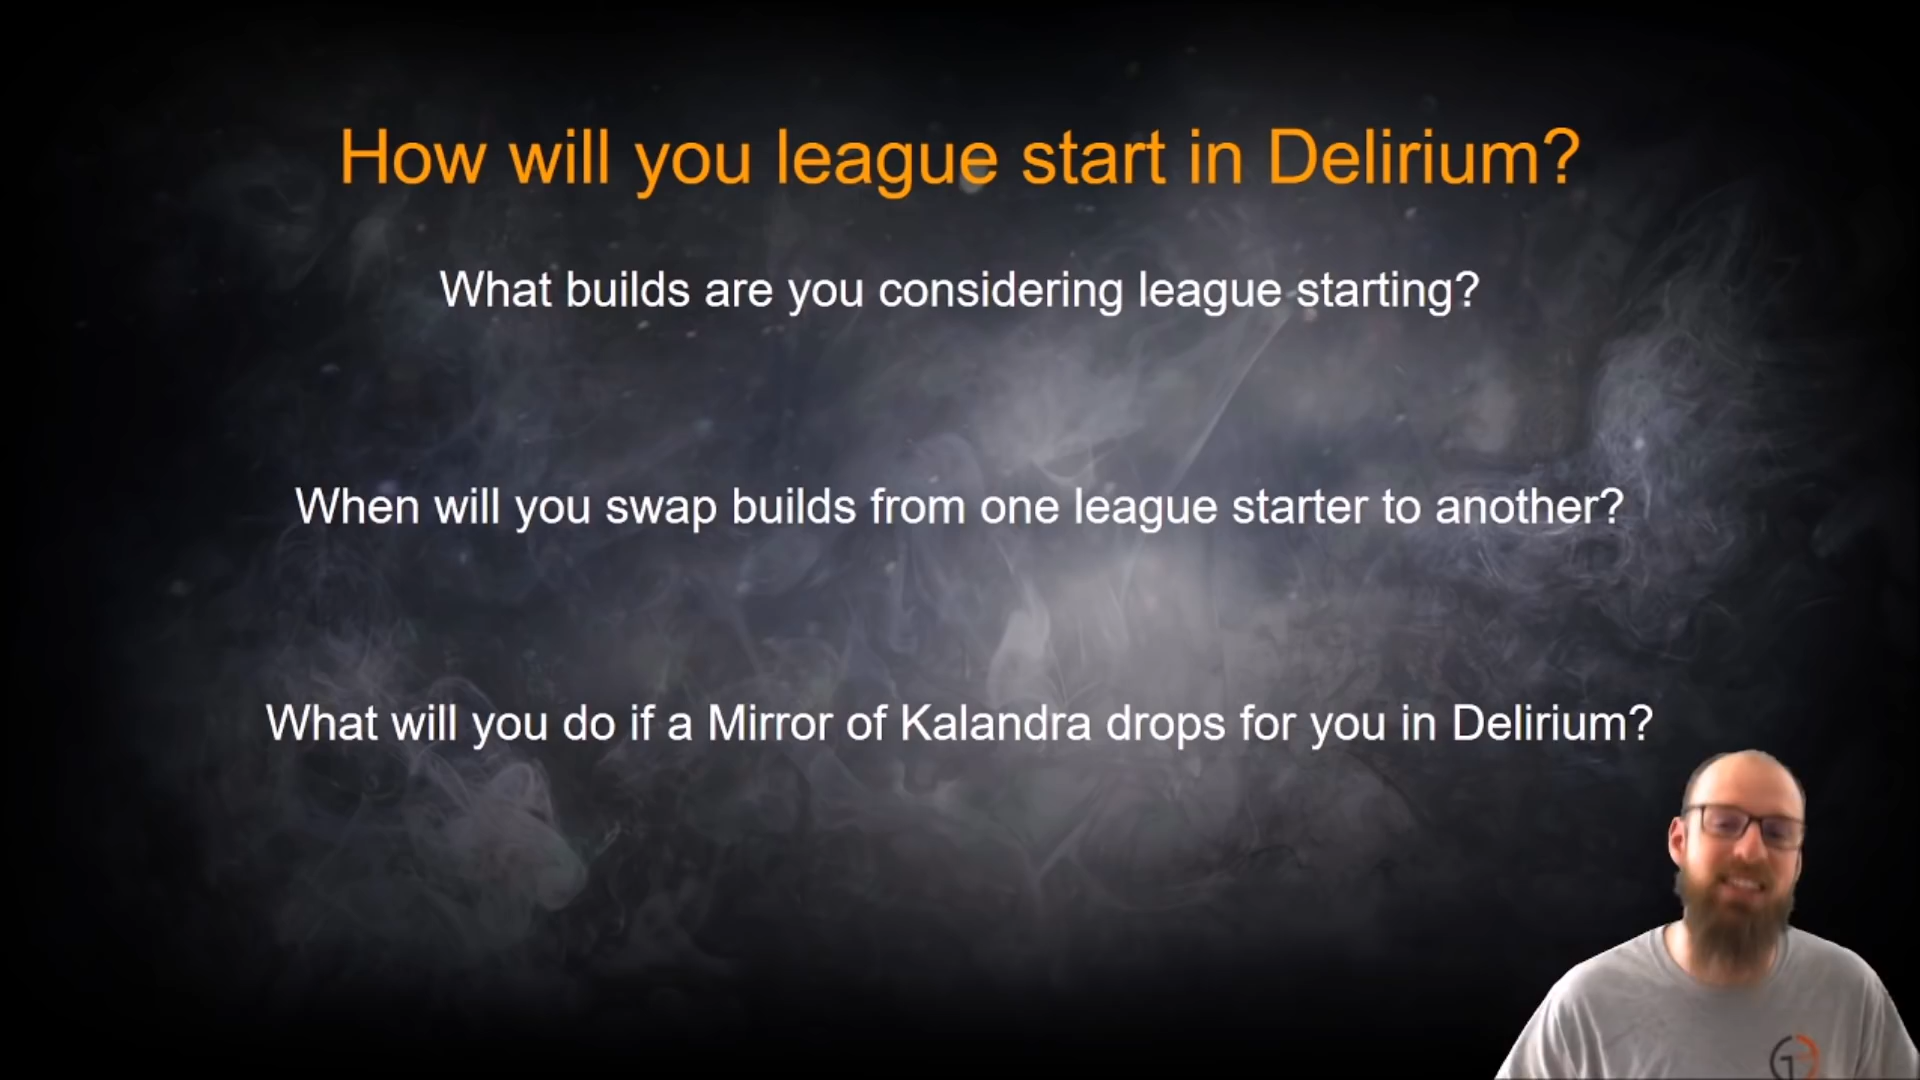 How will you league start in Delirium?
What builds are you considering league starting?
When will you swap builds from one league starter to another?
What will you do if a Mirror of Kalandra drops for you in Delirium?